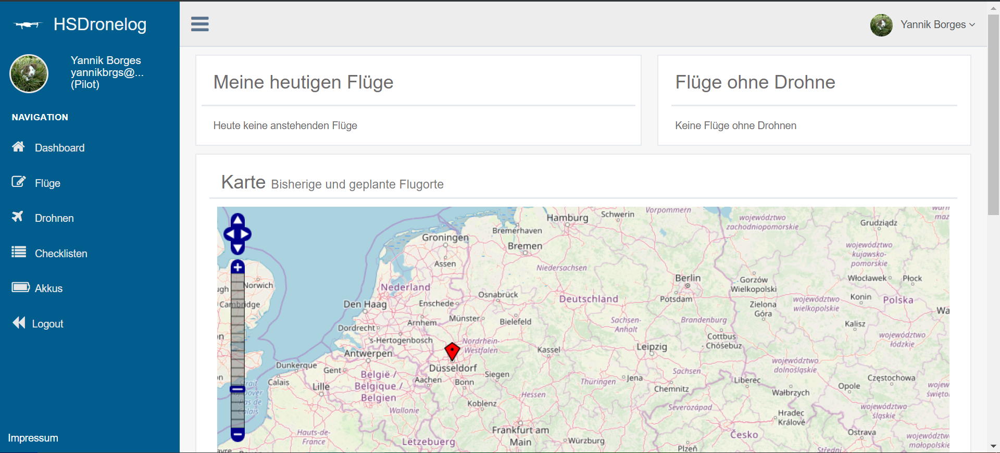 HSDronelog
Yannik Borges
yannikbrgs@...
(Pilot)
NAVIGATION
Dashboard
Flüge
Drohnen
Checklisten
Akkus
Logout
Impressum
Yannik Borges
Meine heutigen Flüge
Heute keine anstehenden Flüge
Flüge ohne Drohne
Keine Flüge ohne Drohnen
Karte Bisherige und geplante Flugorte
Hamburg
Schwerin
Vorpommern
województwo
zachodniopomorskie
Grudziądz
Bremerhaven
Groningen
Bremen
województwo
kujawsko-
pomorskie
Assen
Niedersachsen
Berlin
Gorzów
Wielkopolski
Włocławek
Płock
Norwich
Nederland
Osnabrück
Deutschland
Potsdam
Konin
Polska
Cambridge
Den Haag
Enschede
Zielona
Góra
województwo
wielkopolskie
Münster
Bielefeld
Sachsen-
Anhalt
Brandenburg
Arnhem
Dordrecht
Kalisz
's-Hertogenbosch
Nordrhein-
Westfalen
Kassel
Leipzig
Cottbus
- Chóśebuz
województwo
łódzkie
Antwerpen
Dunkerque
Gent
Düsseldorf
Siegen
Sachsen
województwo
dolnośląskie
België /
Belgique /
Belgien
Aachen
Bonn
Jena
Thüringen
Liberec
Częstochowa
Calais
Lille
Hessen
Chemnitz
Wałbrzych
Opole
Koblenz
Wallonie
Severozápad
Hradec
Králové
województwo
śląskie
Hauts-de-
France
Frankfurt am
Main
Česko
Ostrava
Lëtzebuerg
Würzburg
Plzeň
małopolskie